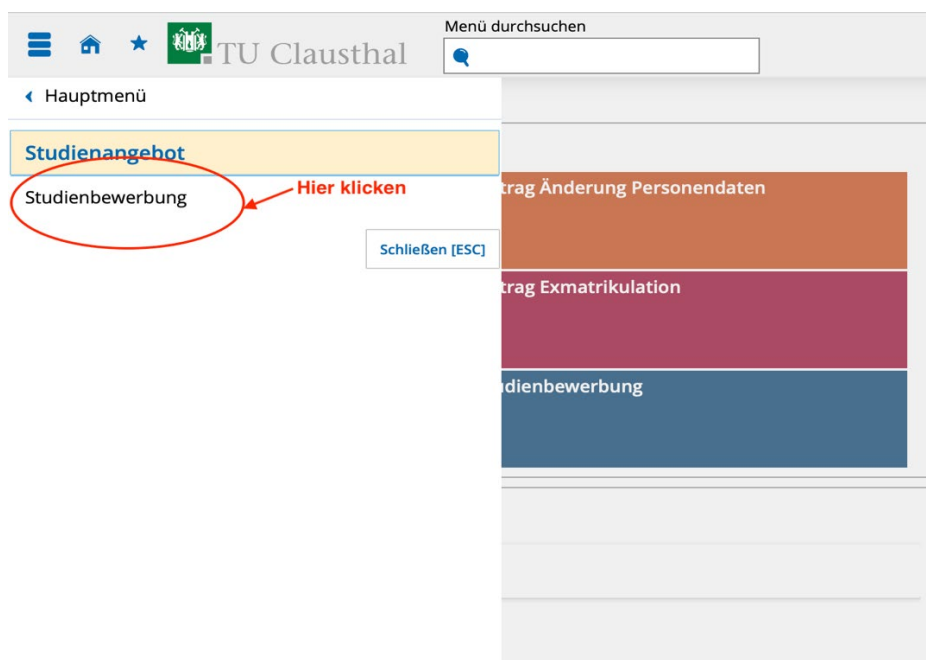 Menü durchsuchen
TU Clausthal
Hauptmenü
Studienangebot
Studienbewerbung
Hier klicken
Schließen [ESC]
trag Änderung Personendaten
trag Exmatrikulation
dienbewerbung